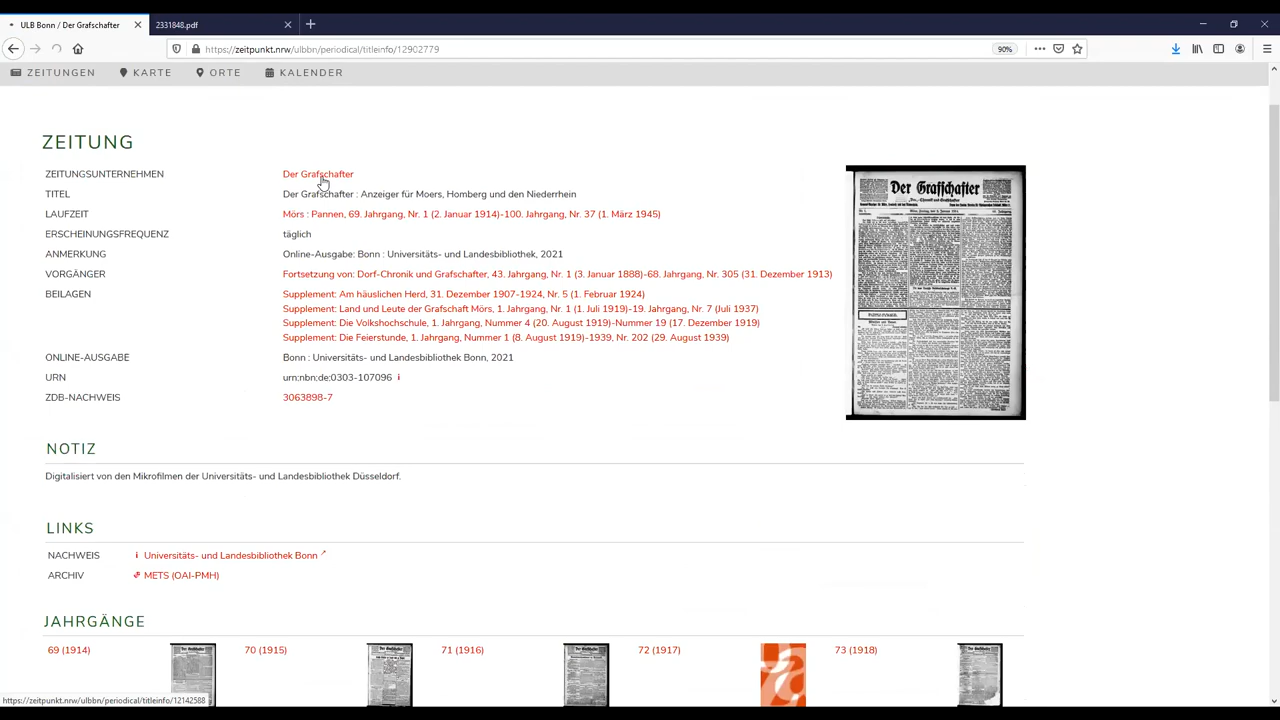 ULB Bonn / Der Grafschafter
2331848.pdf
https://zeitpunkt.nrw/ulbbn/periodical/titleinfo/12902779
90%
ZEITUNGEN KARTE ORTE KALENDER
ZEITUNG
ZEITUNGSUNTERNEHMEN Der Grafschafter
TITEL Der Grafschafter : Anzeiger für Moers, Homberg und den Niederrhein
LAUFZEIT Mörs : Pannen, 69. Jahrgang, Nr. 1 (2. Januar 1914)-100. Jahrgang, Nr. 37 (1. März 1945)
ERSCHEINUNGSFREQUENZ täglich
ANMERKUNG Online-Ausgabe: Bonn : Universitäts- und Landesbibliothek, 2021
VORGÄNGER Fortsetzung von: Dorf-Chronik und Grafschafter, 43. Jahrgang, Nr. 1 (3. Januar 1888)-68. Jahrgang, Nr. 305 (31. Dezember 1913)
BEILAGEN Supplement: Am häuslichen Herd, 31. Dezember 1907-1924, Nr. 5 (1. Februar 1924)
Supplement: Land und Leute der Grafschaft Mörs, 1. Jahrgang, Nr. 1 (1. Juli 1919)-19. Jahrgang, Nr. 7 (Juli 1937)
Supplement: Die Volkshochschule, 1. Jahrgang, Nummer 4 (20. August 1919)-Nummer 19 (17. Dezember 1919)
Supplement: Die Feierstunde, 1. Jahrgang, Nummer 1 (8. August 1919)-1939, Nr. 202 (29. August 1939)
ONLINE-AUSGABE Bonn : Universitäts- und Landesbibliothek Bonn, 2021
URN urn:nbn:de:0303-107096 i
ZDB-NACHWEIS 3063898-7
Der Grafschafter
NOTIZ
Digitalisiert von den Mikrofilmen der Universitäts- und Landesbibliothek Düsseldorf.
LINKS
NACHWEIS i Universitäts- und Landesbibliothek Bonn
ARCHIV METS (OAI-PMH)
JAHRGÄNGE
69 (1914) 70 (1915) 71 (1916) 72 (1917) 73 (1918)
https://zeitpunkt.nrw/ulbbn/periodical/titleinfo/12142588